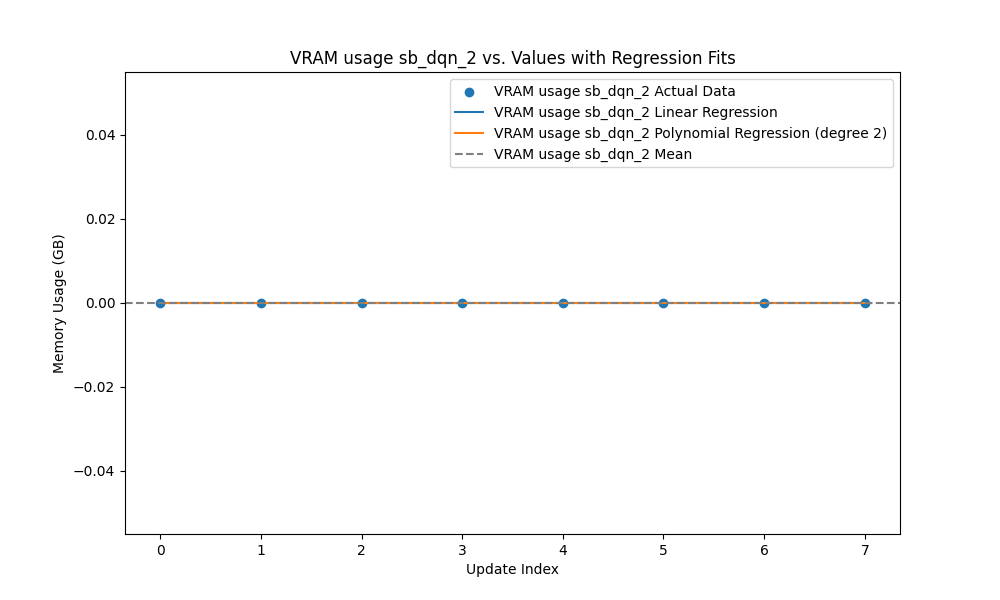 VRAM usage sb_dqn_2 vs. Values with Regression Fits
VRAM usage sb_dqn_2 Actual Data
VRAM usage sb_dqn_2 Linear Regression
VRAM usage sb_dqn_2 Polynomial Regression (degree 2)
VRAM usage sb_dqn_2 Mean
Memory Usage (GB)
0.04
0.02
0.00
−0.02
−0.04
0 1 2 3 4 5 6 7
Update Index